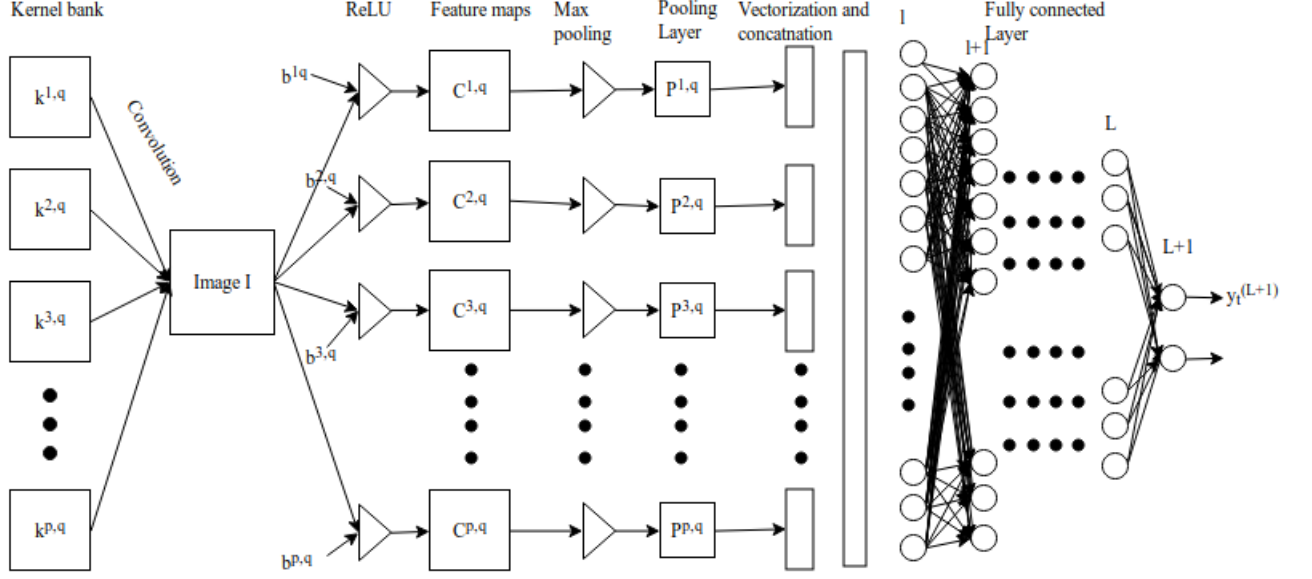 Kernel bank
ReLU
Feature maps
Max
pooling
Pooling
Layer
Vectorization and
concatnation
l
l+1
Fully connected
Layer
L
L+1
Convolution
Image I
k1,q
k2,q
k3,q
kp,q
b1q
b2,q
b3,q
bp,q
C1,q
C2,q
C3,q
Cp,q
P1,q
P2,q
P3,q
Pp,q
yt(L+1)